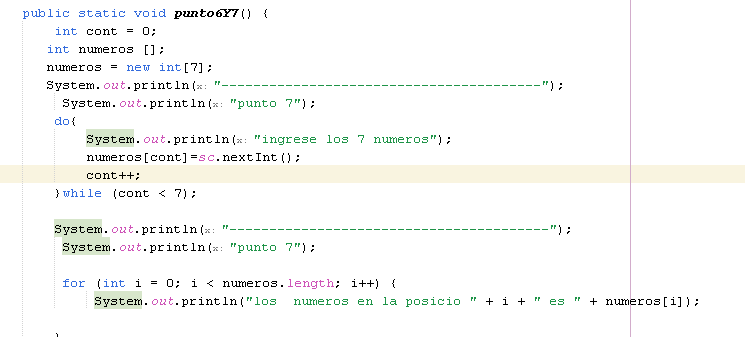 public static void punto6Y7() {
int cont = 0;
int numeros [];
numeros = new int[7];
System.out.println(x: "----------------------------------------");
System.out.println(x: "punto 7");
do{
System.out.println(x: "ingrese los 7 numeros");
numeros[cont]=sc.nextInt();
cont++;
}while (cont < 7);
System.out.println(x: "----------------------------------------");
System.out.println(x: "punto 7");
for (int i = 0; i < numeros.length; i++) {
System.out.println("los  numeros en la posicio " + i + " es " + numeros[i]);
}